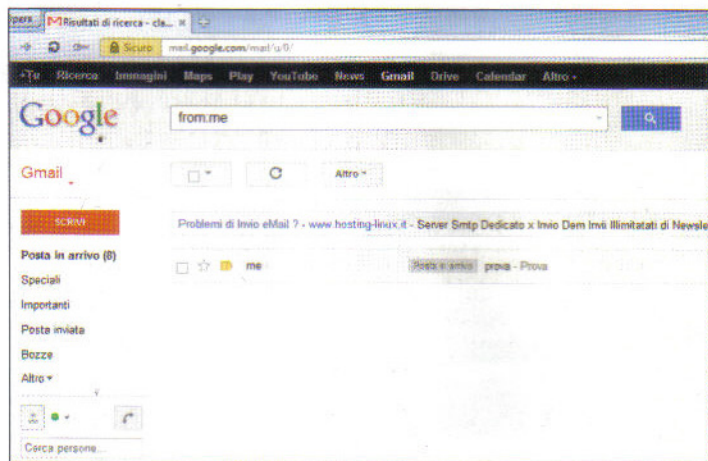 Risultati di ricerca - cla...
Sicuro mail.google.com/mail/u/0/
+Tu Ricerca Immagini Maps Play YouTube News Gmail Drive Calendar Altro
Google
from:me
Gmail
Altro
SCRIVI
Problemi di Invio eMail ? - www.hosting-linux.it - Server Smtp Dedicato x Invio Dem Invii Illimitatati di Newsle
Posta in arrivo (8)
me Posta in arrivo prova - Prova
Speciali
Importanti
Posta inviata
Bozze
Altro
Cerca persone...